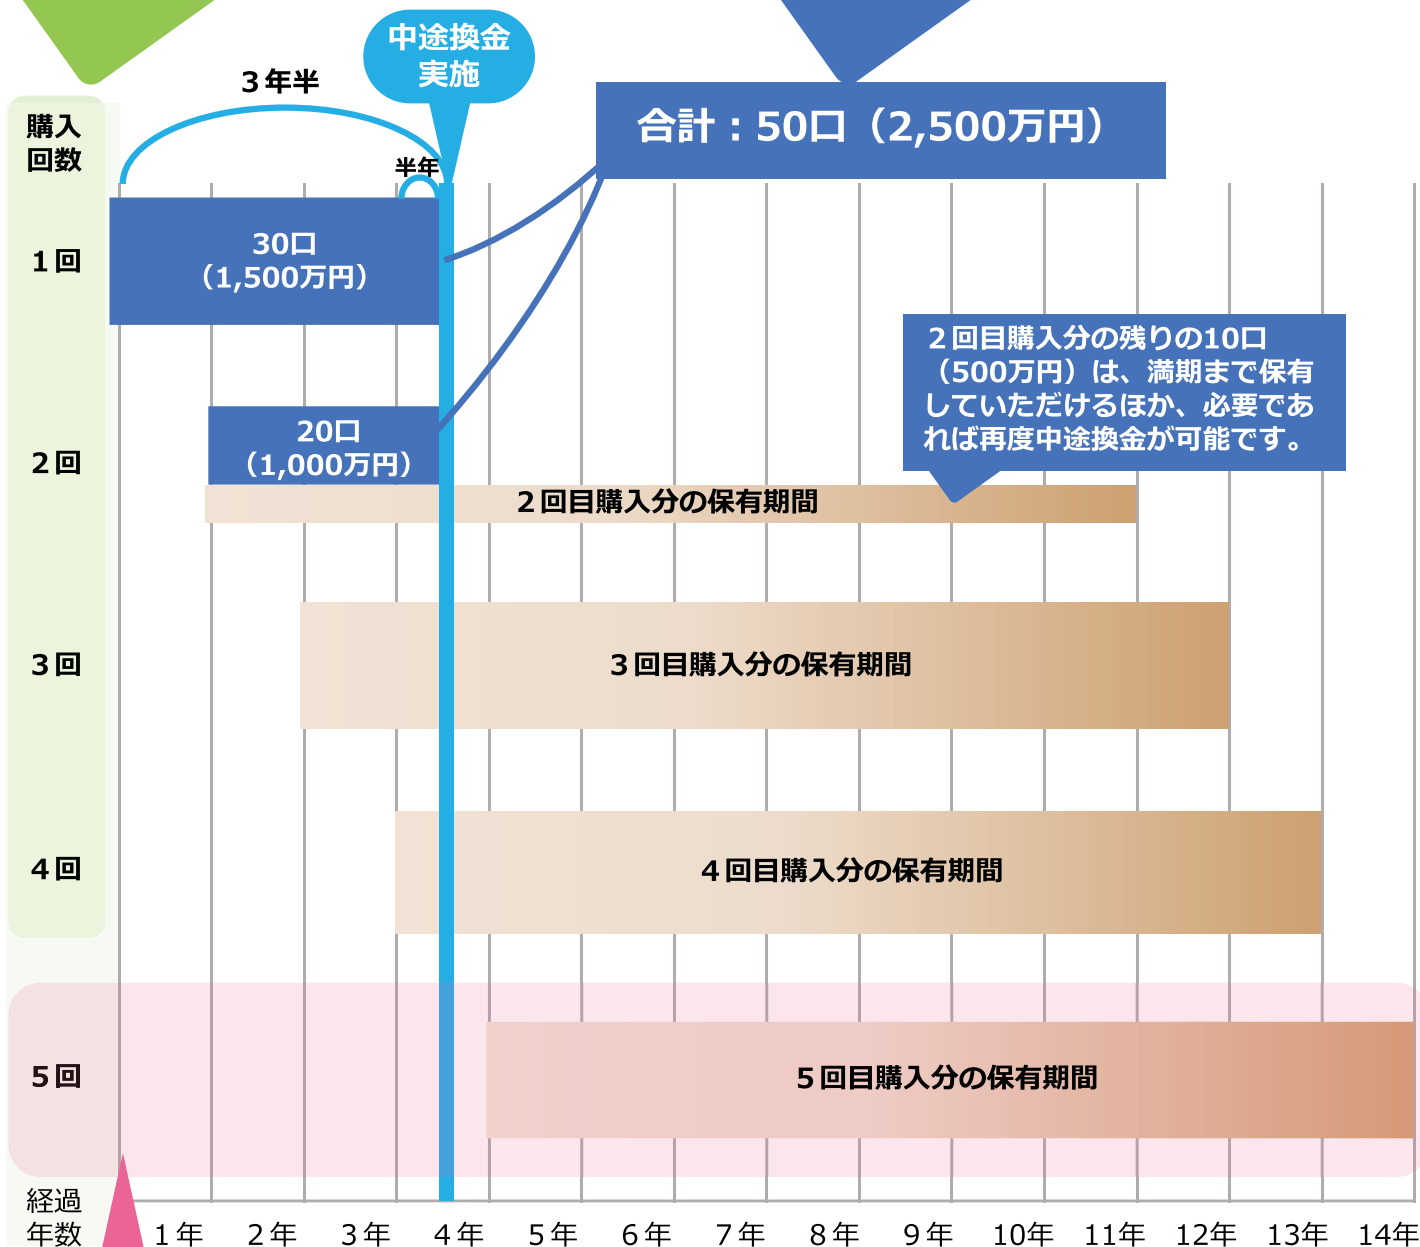 中途換金
実施
３年半
半年
合計：50口（2,500万円）
購入
回数
１回
30口
（1,500万円）
２回目購入分の残りの10口
（500万円）は、満期まで保有
していただけるほか、必要であ
れば再度中途換金が可能です。
２回
20口
（1,000万円）
２回目購入分の保有期間
３回
３回目購入分の保有期間
４回
４回目購入分の保有期間
５回
５回目購入分の保有期間
経過
年数
１年 ２年 ３年 ４年 ５年 ６年 ７年 ８年 ９年 10年 11年 12年 13年 14年